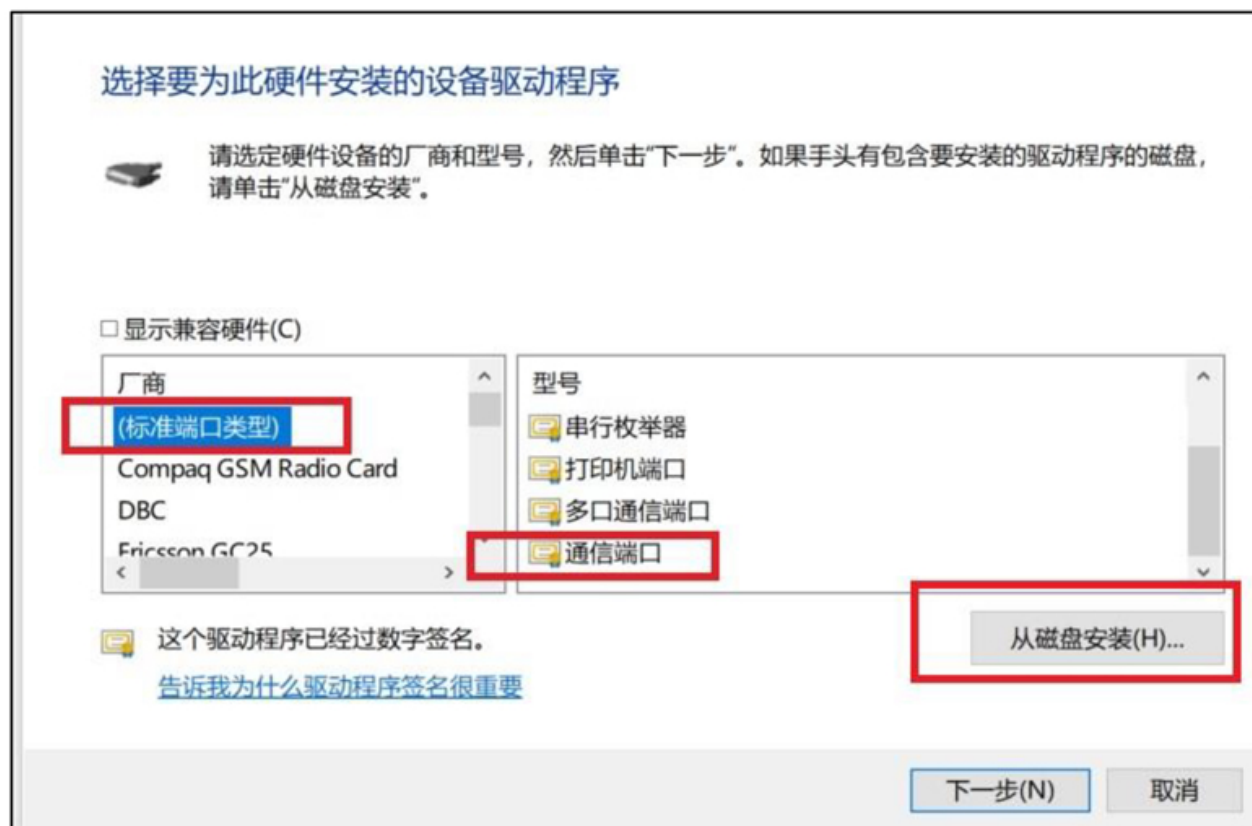 选择要为此硬件安装的设备驱动程序
请选定硬件设备的厂商和型号，然后单击"下一步"。如果手头有包含要安装的驱动程序的磁盘，
请单击"从磁盘安装"。
显示兼容硬件(C)
厂商
(标准端口类型)
Compaq GSM Radio Card
DBC
Ericsson GC25
型号
串行枚举器
打印机端口
多口通信端口
通信端口
这个驱动程序已经过数字签名。
告诉我为什么驱动程序签名很重要
从磁盘安装(H)...
下一步(N)
取消